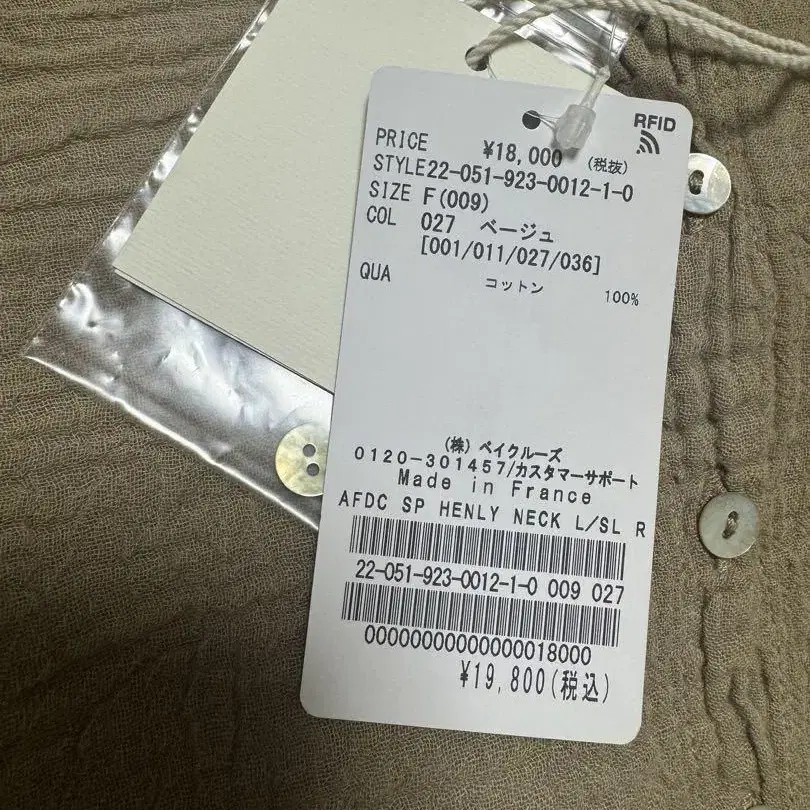 RFID
PRICE ¥18,000 (税抜)
STYLE22-051-923-0012-1-0
SIZE F(009)
COL 027 ベージュ
[001/011/027/036]
QUA コットン 100%
(株) ベイクルーズ
0120-301457/カスタマーサポート
Made in France
AFDC SP HENLY NECK L/SL R
22-051-923-0012-1-0 009 027
00000000000000018000
¥19,800(税込)